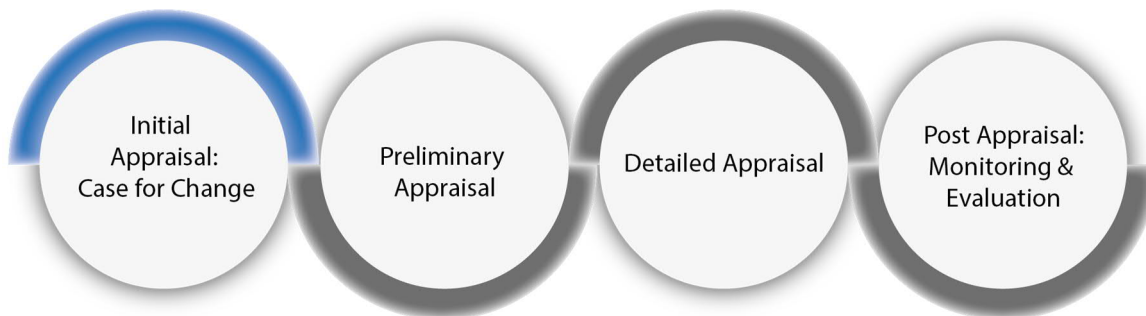 Initial
Appraisal:
Case for Change
Preliminary
Appraisal
Detailed Appraisal
Post Appraisal:
Monitoring &
Evaluation